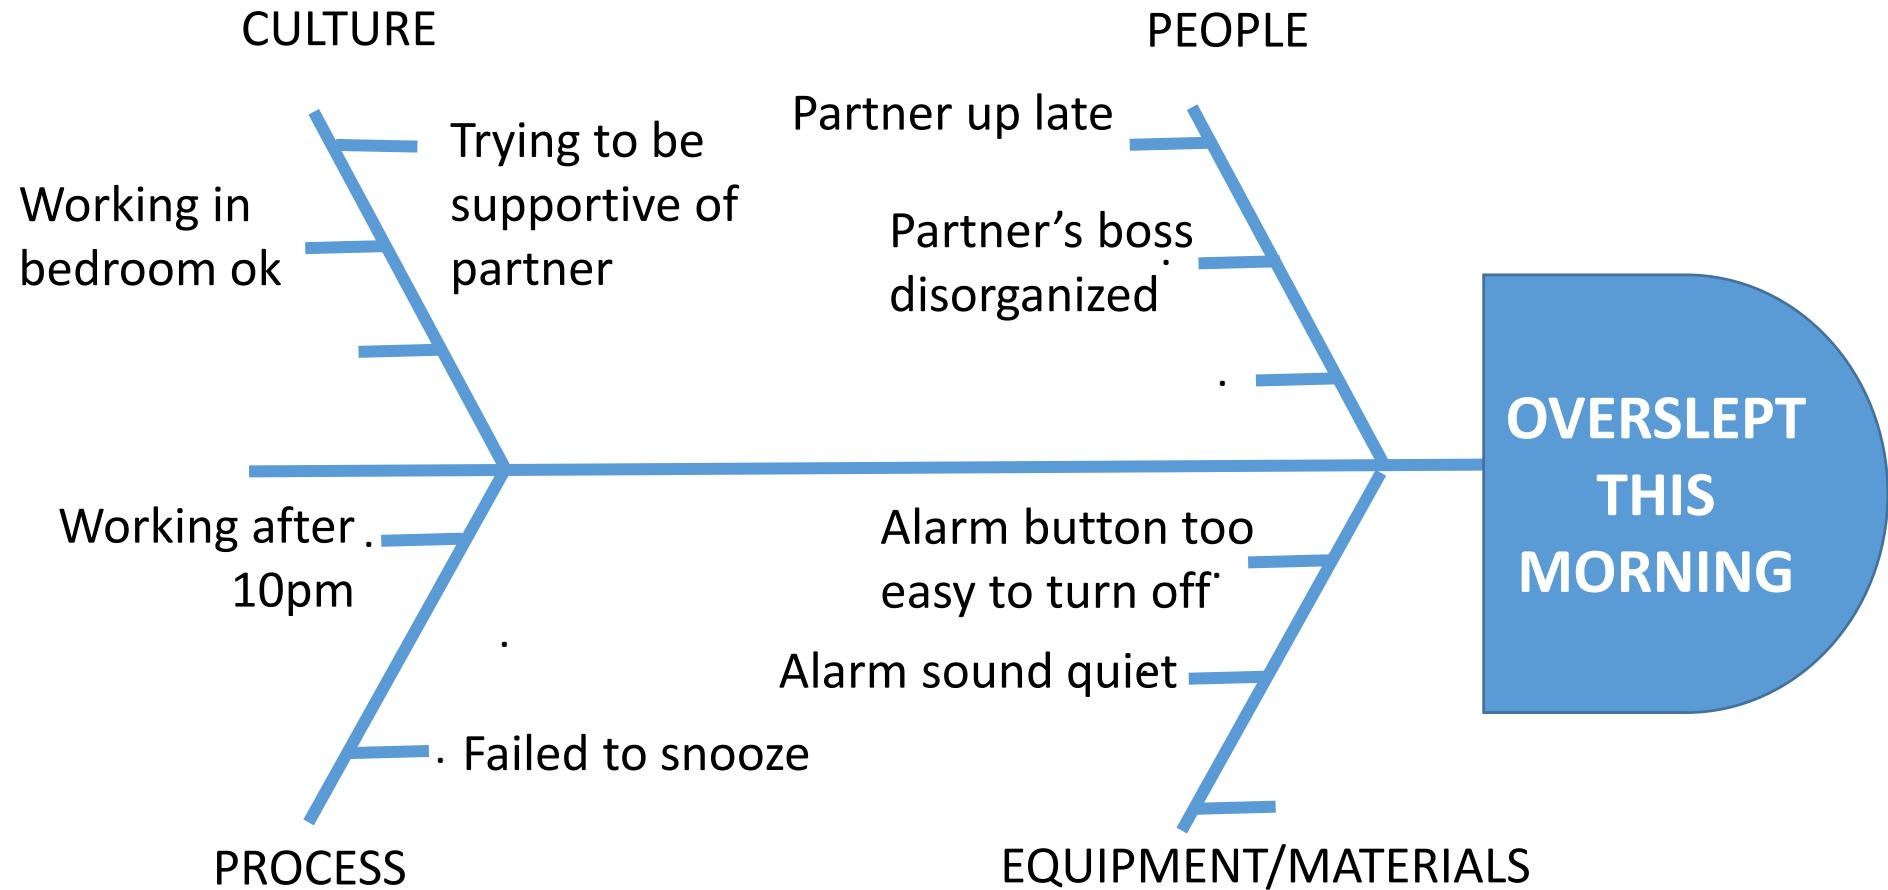 CULTURE
PEOPLE
Trying to be
supportive of
partner
Working in
bedroom ok
Partner up late
Partner’s boss
disorganized
OVERSLEPT
THIS
MORNING
Working after
10pm
Failed to snooze
Alarm button too
easy to turn off
Alarm sound quiet
PROCESS
EQUIPMENT/MATERIALS